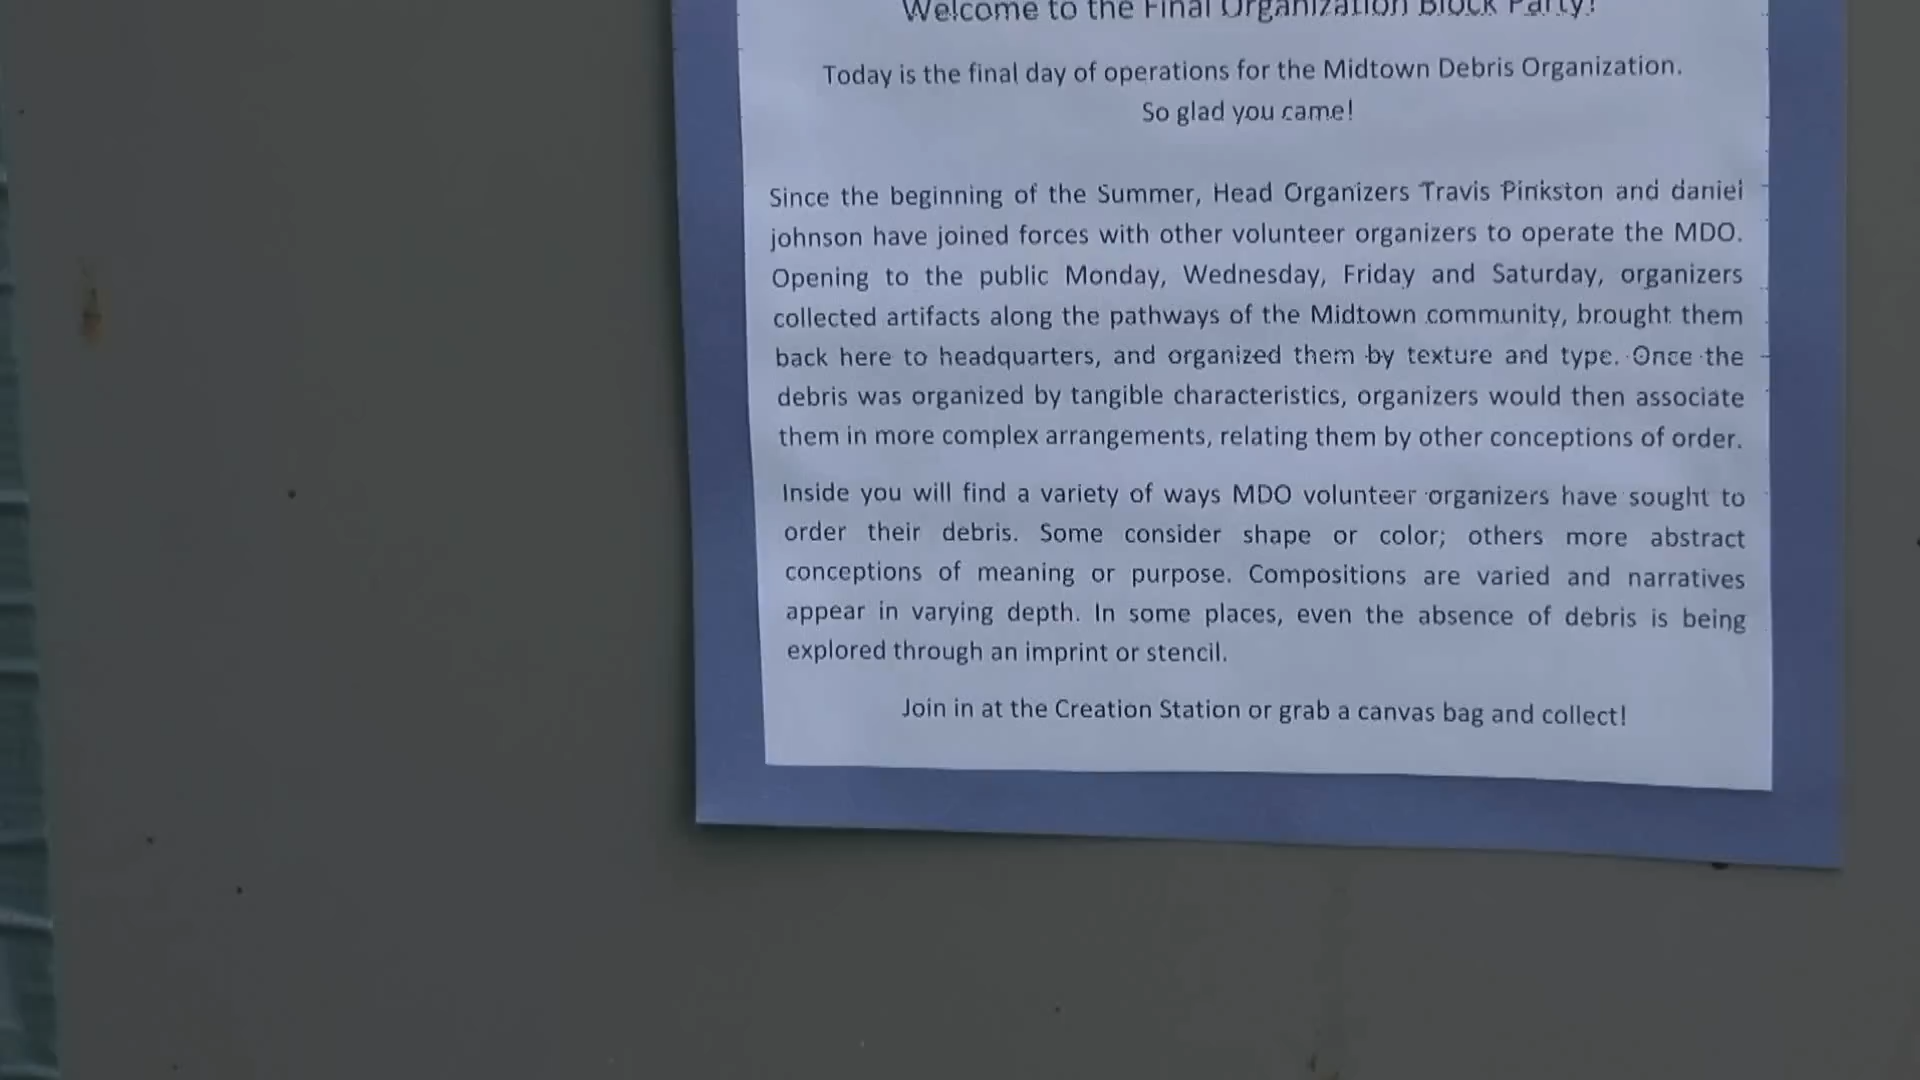 Welcome to the Final Organization Block Party!
Today is the final day of operations for the Midtown Debris Organization.
So glad you came!
Since the beginning of the Summer, Head Organizers Travis Pinkston and daniel
johnson have joined forces with other volunteer organizers to operate the MDO.
Opening to the public Monday, Wednesday, Friday and Saturday, organizers
collected artifacts along the pathways of the Midtown community, brought them
back here to headquarters, and organized them by texture and type. Once the
debris was organized by tangible characteristics, organizers would then associate
them in more complex arrangements, relating them by other conceptions of order.
Inside you will find a variety of ways MDO volunteer organizers have sought to
order their debris. Some consider shape or color; others more abstract
conceptions of meaning or purpose. Compositions are varied and narratives
appear in varying depth. In some places, even the absence of debris is being
explored through an imprint or stencil.
Join in at the Creation Station or grab a canvas bag and collect!